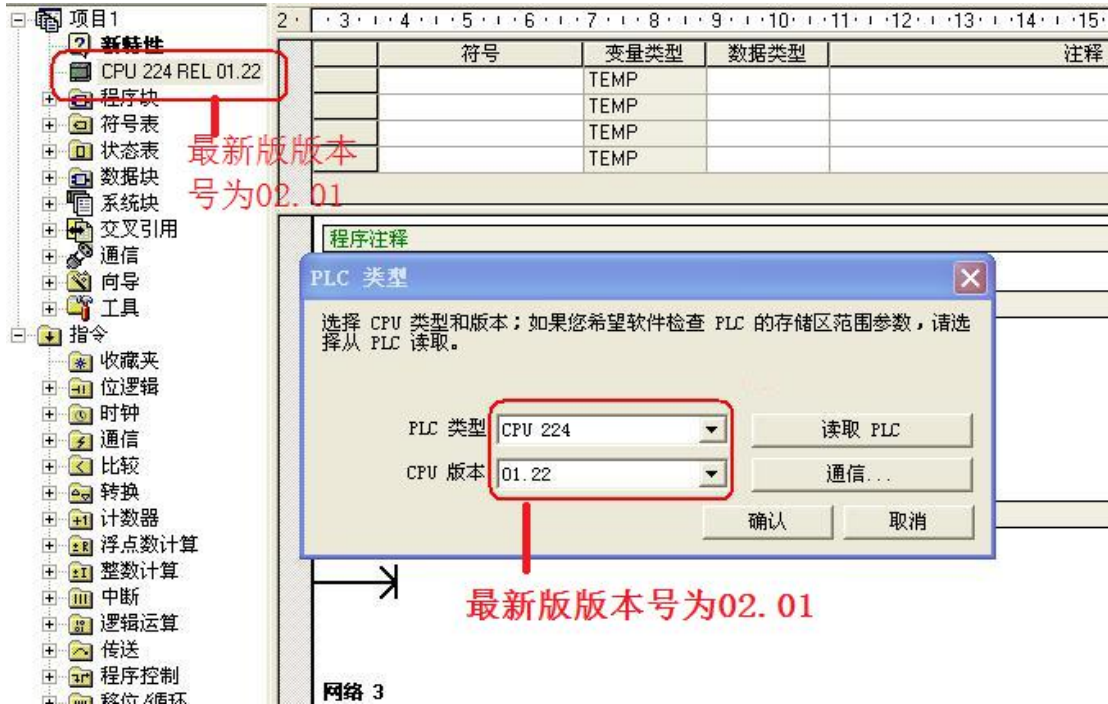 项目1
新特性
CPU 224 REL 01.22
程序块
符号表
状态表
数据块
系统块
交叉引用
通信
向导
工具
指令
收藏夹
位逻辑
时钟
通信
比较
转换
计数器
浮点数计算
整数计算
中断
逻辑运算
传送
程序控制
移位/循环
最新版版本
号为02.01
2 · · 3 · · 4 · · 5 · · 6 · · 7 · · 8 · · 9 · · 10 · · 11 · · 12 · · 13 · · 14 · · 15 ·
符号 变量类型 数据类型 注释
TEMP
TEMP
TEMP
TEMP
程序注释
PLC 类型
选择 CPU 类型和版本；如果您希望软件检查 PLC 的存储区范围参数，请选
择从 PLC 读取。
PLC 类型 CPU 224 读取 PLC
CPU 版本 01.22 通信...
确认 取消
最新版版本号为02.01
网络 3